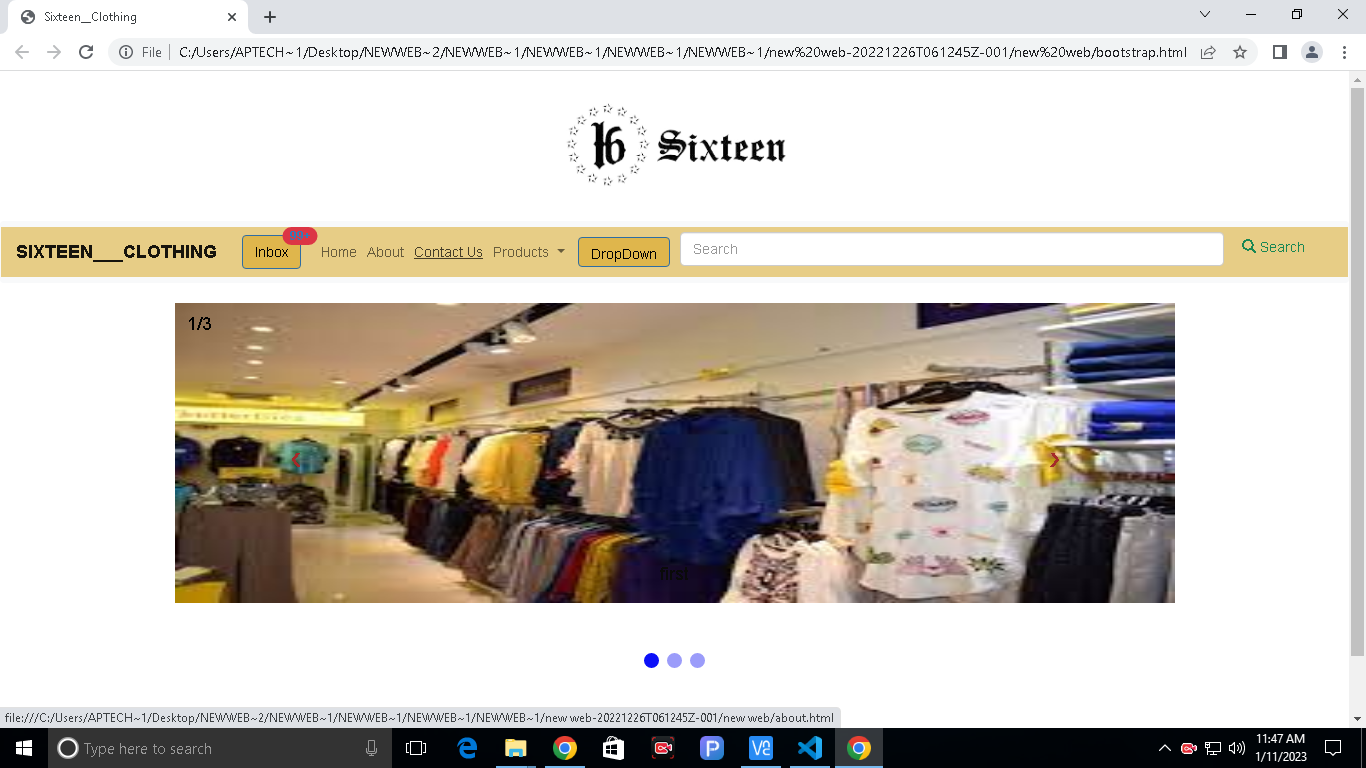 Sixteen__Clothing
File
C:/Users/APTECH~1/Desktop/NEWWEB~2/NEWWEB~1/NEWWEB~1/NEWWEB~1/NEWWEB~1/new%20web-20221226T061245Z-001/new%20web/bootstrap.html
16 Sixteen
SIXTEEN___CLOTHING
Inbox
Home
About
Contact Us
Products
DropDown
Search
Search
1/3
first
file:///C:/Users/APTECH~1/Desktop/NEWWEB~2/NEWWEB~1/NEWWEB~1/NEWWEB~1/NEWWEB~1/new web-20221226T061245Z-001/new web/about.html
Type here to search
11:47 AM
1/11/2023